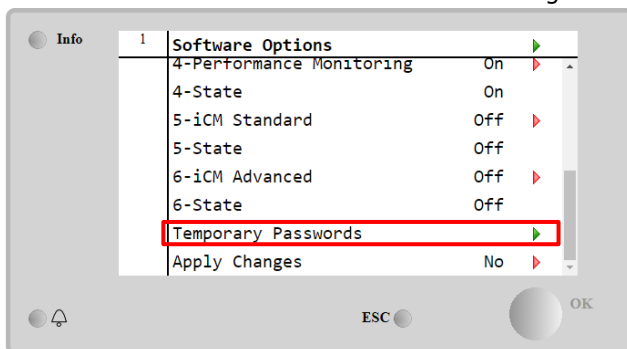 Info
1 Software Options
4-Performance Monitoring On
4-State On
5-iCM Standard Off
5-State Off
6-iCM Advanced Off
6-State Off
Temporary Passwords
Apply Changes No
ESC
OK